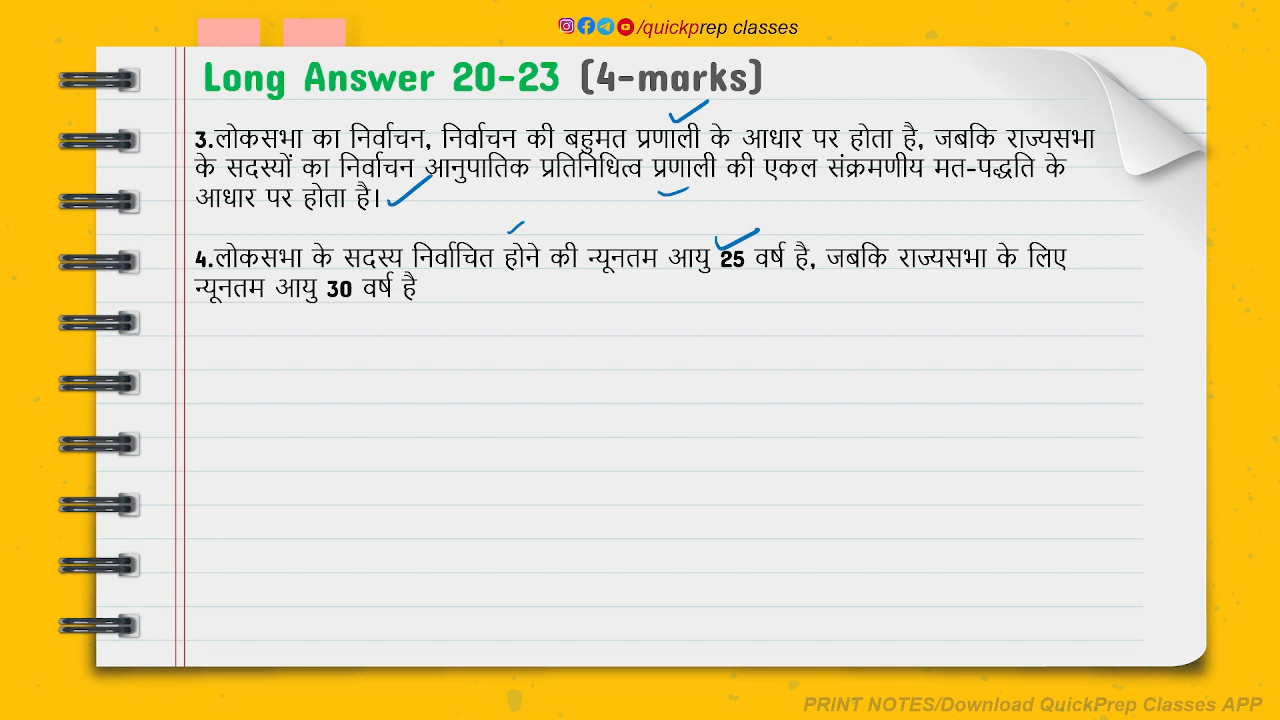 /quickprep classes
Long Answer 20-23 (4-marks)
3.लोकसभा का निर्वाचन, निर्वाचन की बहुमत प्रणाली के आधार पर होता है, जबकि राज्यसभा
के सदस्यों का निर्वाचन आनुपातिक प्रतिनिधित्व प्रणाली की एकल संक्रमणीय मत-पद्धति के
आधार पर होता है।
4.लोकसभा के सदस्य निर्वाचित होने की न्यूनतम आयु 25 वर्ष है, जबकि राज्यसभा के लिए
न्यूनतम आयु 30 वर्ष है
PRINT NOTES/Download QuickPrep Classes APP